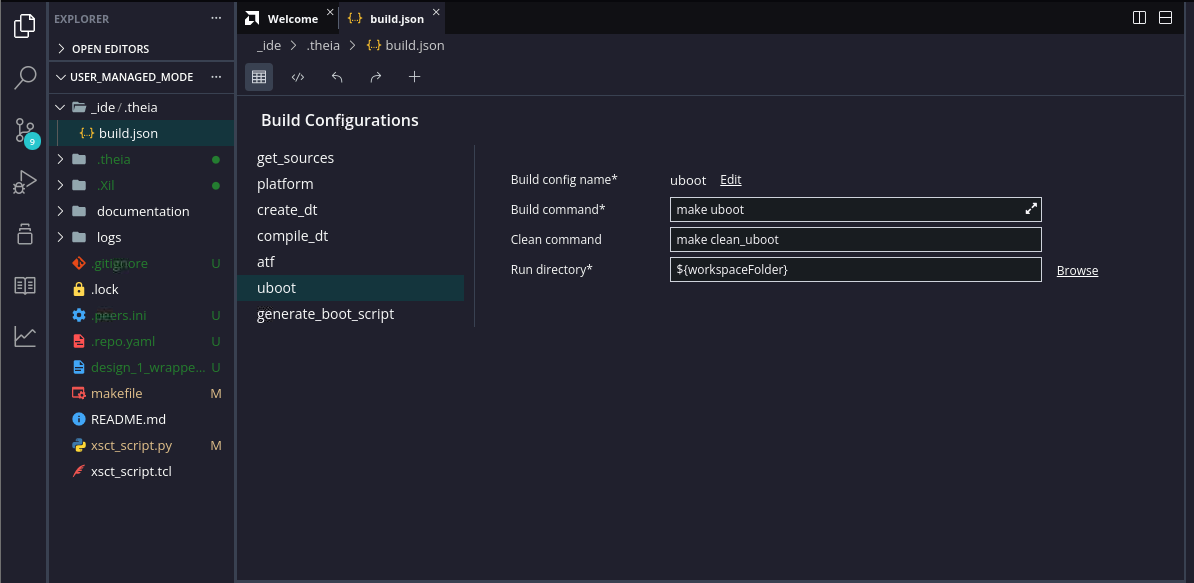 EXPLORER ...
OPEN EDITORS
USER_MANAGED_MODE ...
_ide / .theia
{..} build.json
.theia
.Xil
documentation
logs
.gitignore U
.lock
.peers.ini U
.repo.yaml U
design_1_wrappe... U
makefile M
README.md
xsct_script.py M
xsct_script.tcl
9
Welcome × {..} build.json ×
_ide > .theia > {..} build.json
Build Configurations
get_sources
platform
create_dt
compile_dt
atf
uboot
generate_boot_script
Build config name* uboot Edit
Build command* make uboot
Clean command make clean_uboot
Run directory* ${workspaceFolder} Browse